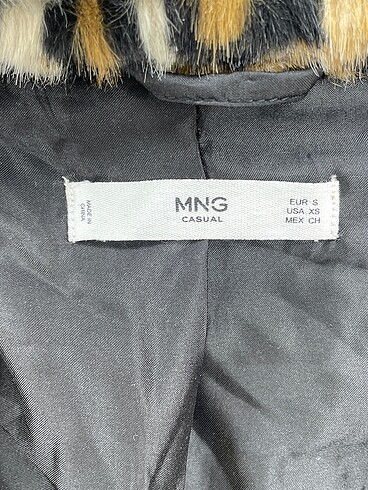 MADE IN
CHINA
MNG
CASUAL
EUR S
USA XS
MEX CH